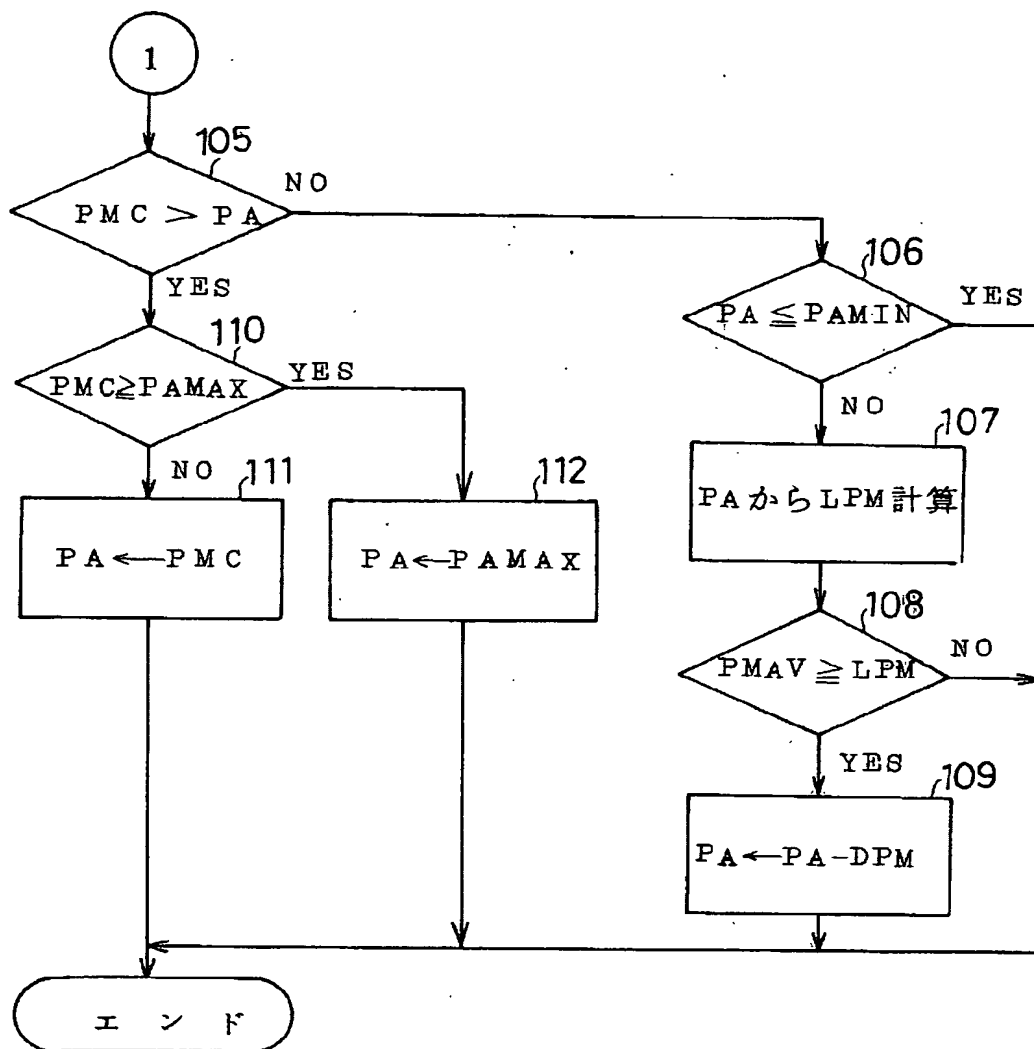 1
105
PMC > PA
NO
YES
106
PA ≦ PAMIN
YES
NO
110
PMC≧PAMAX
YES
NO
107
PAからLPM計算
111
PA←PMC
112
PA←PAMAX
108
PMAV ≧ LPM
NO
YES
109
PA←PA-DPM
エンド